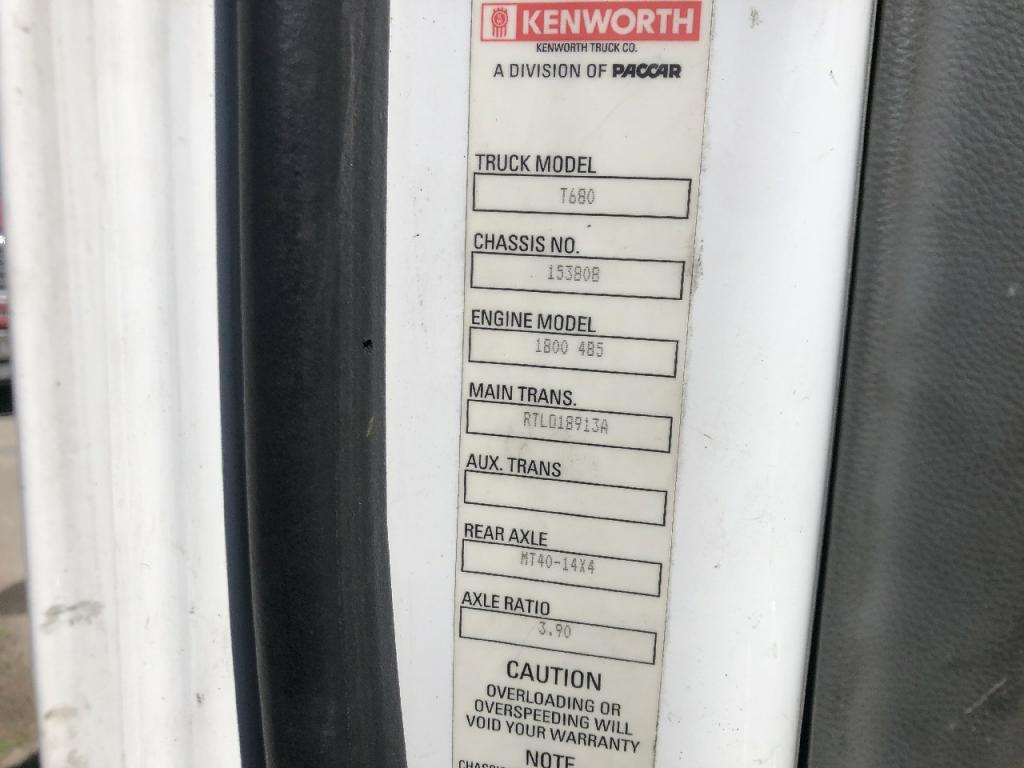 KENWORTH
KENWORTH TRUCK CO.
A DIVISION OF PACCAR
TRUCK MODEL
T680
CHASSIS NO.
153808
ENGINE MODEL
1800 485
MAIN TRANS.
RTLO18913A
AUX. TRANS
REAR AXLE
MT40-14X4
AXLE RATIO
3.90
CAUTION
OVERLOADING OR
OVERSPEEDING WILL
VOID YOUR WARRANTY
NOTE